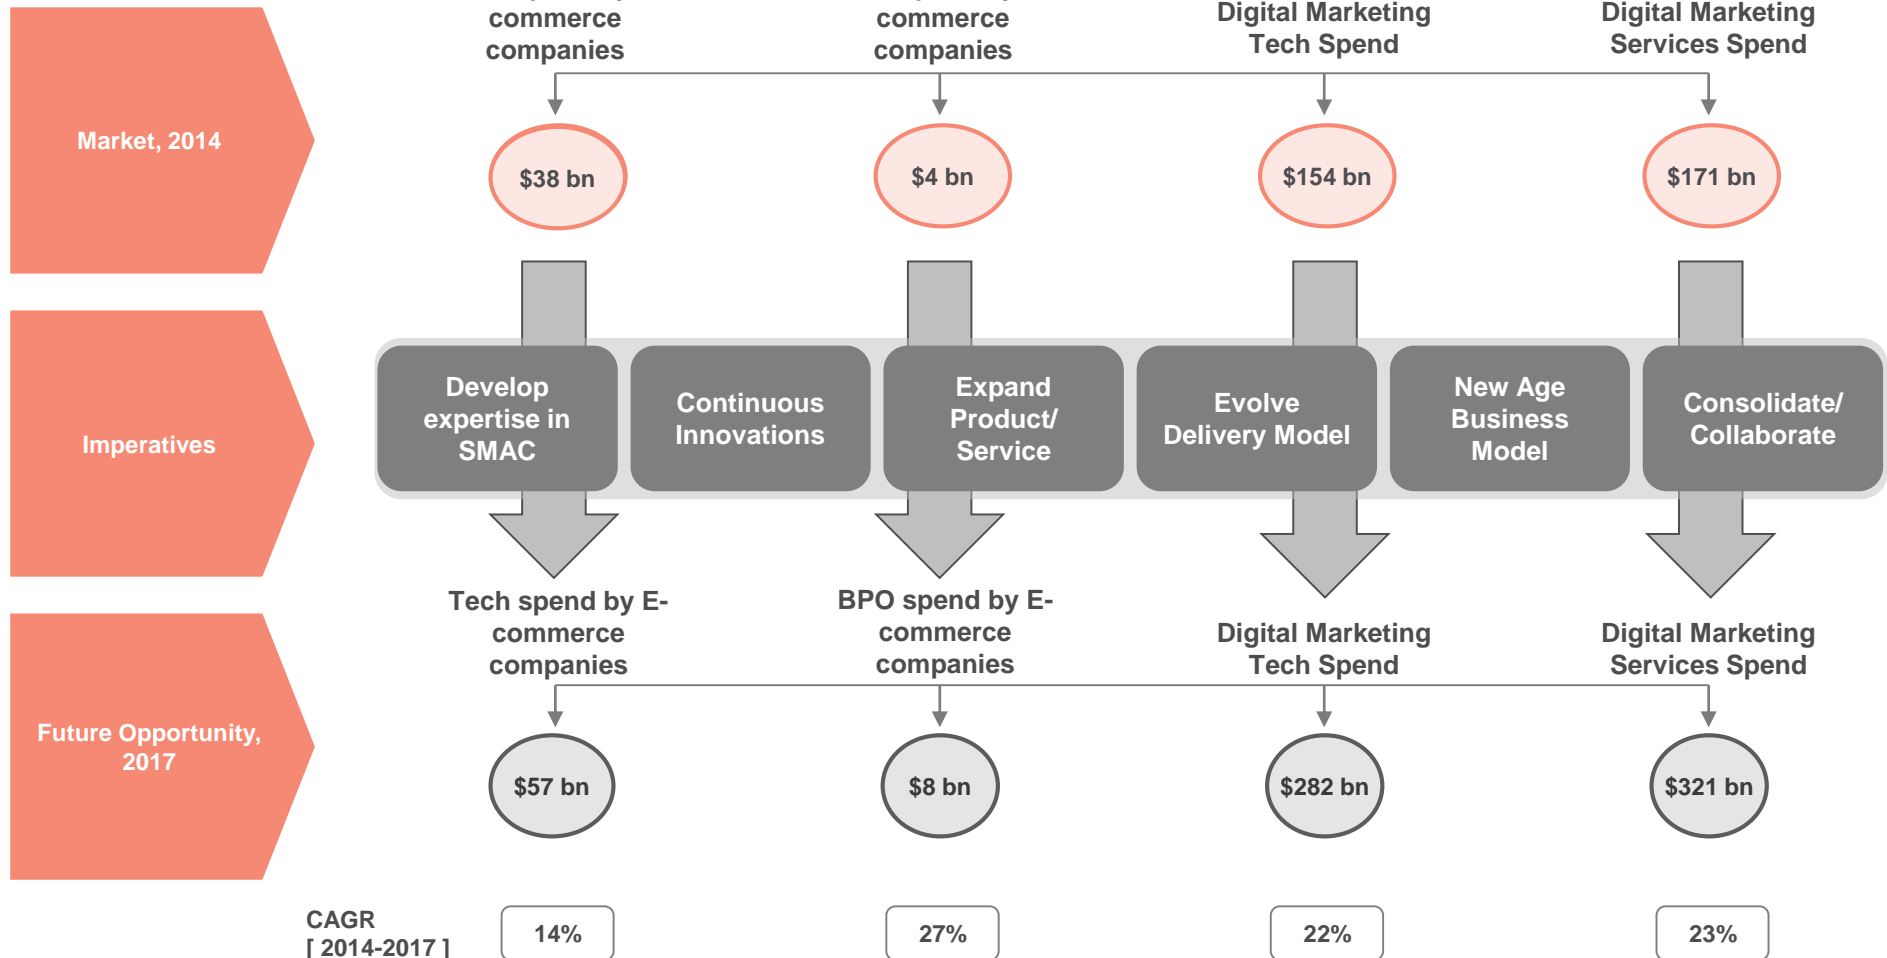 commerce
companies
commerce
companies
Digital Marketing
Tech Spend
Digital Marketing
Services Spend
Market, 2014
$38 bn
$4 bn
$154 bn
$171 bn
Imperatives
Develop
expertise in
SMAC
Continuous
Innovations
Expand
Product/
Service
Evolve
Delivery Model
New Age
Business
Model
Consolidate/
Collaborate
Tech spend by E-
commerce
companies
BPO spend by E-
commerce
companies
Digital Marketing
Tech Spend
Digital Marketing
Services Spend
Future Opportunity,
2017
$57 bn
$8 bn
$282 bn
$321 bn
CAGR
[ 2014-2017 ]
14%
27%
22%
23%